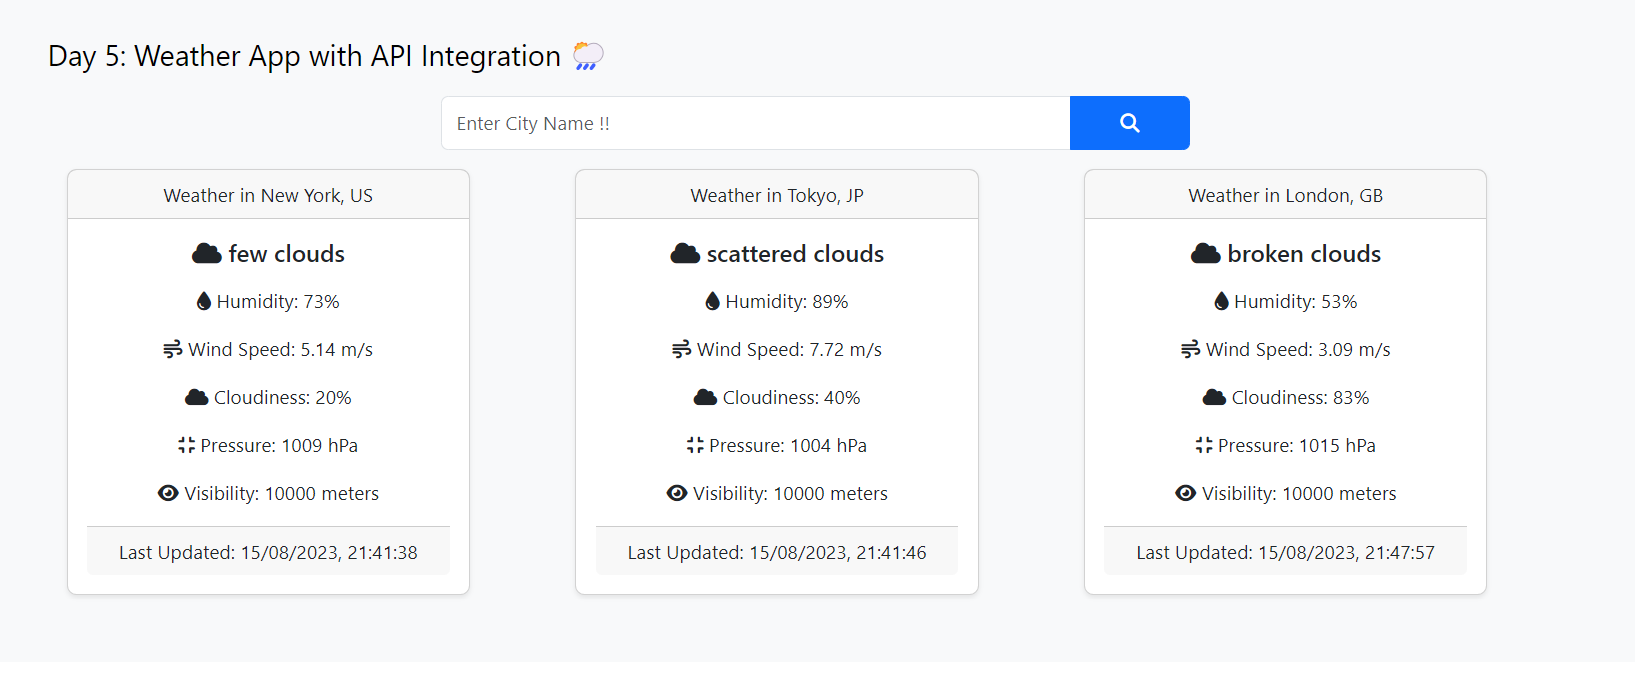 Day 5: Weather App with API Integration
Enter City Name !!
Weather in New York, US
few clouds
Humidity: 73%
Wind Speed: 5.14 m/s
Cloudiness: 20%
Pressure: 1009 hPa
Visibility: 10000 meters
Last Updated: 15/08/2023, 21:41:38
Weather in Tokyo, JP
scattered clouds
Humidity: 89%
Wind Speed: 7.72 m/s
Cloudiness: 40%
Pressure: 1004 hPa
Visibility: 10000 meters
Last Updated: 15/08/2023, 21:41:46
Weather in London, GB
broken clouds
Humidity: 53%
Wind Speed: 3.09 m/s
Cloudiness: 83%
Pressure: 1015 hPa
Visibility: 10000 meters
Last Updated: 15/08/2023, 21:47:57